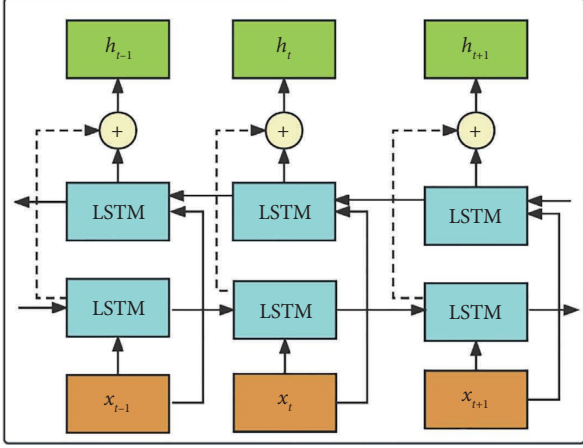 h_{t–1} h_t h_{t+1}
+ + +
LSTM LSTM LSTM
LSTM LSTM LSTM
x_{t–1} x_t x_{t+1}